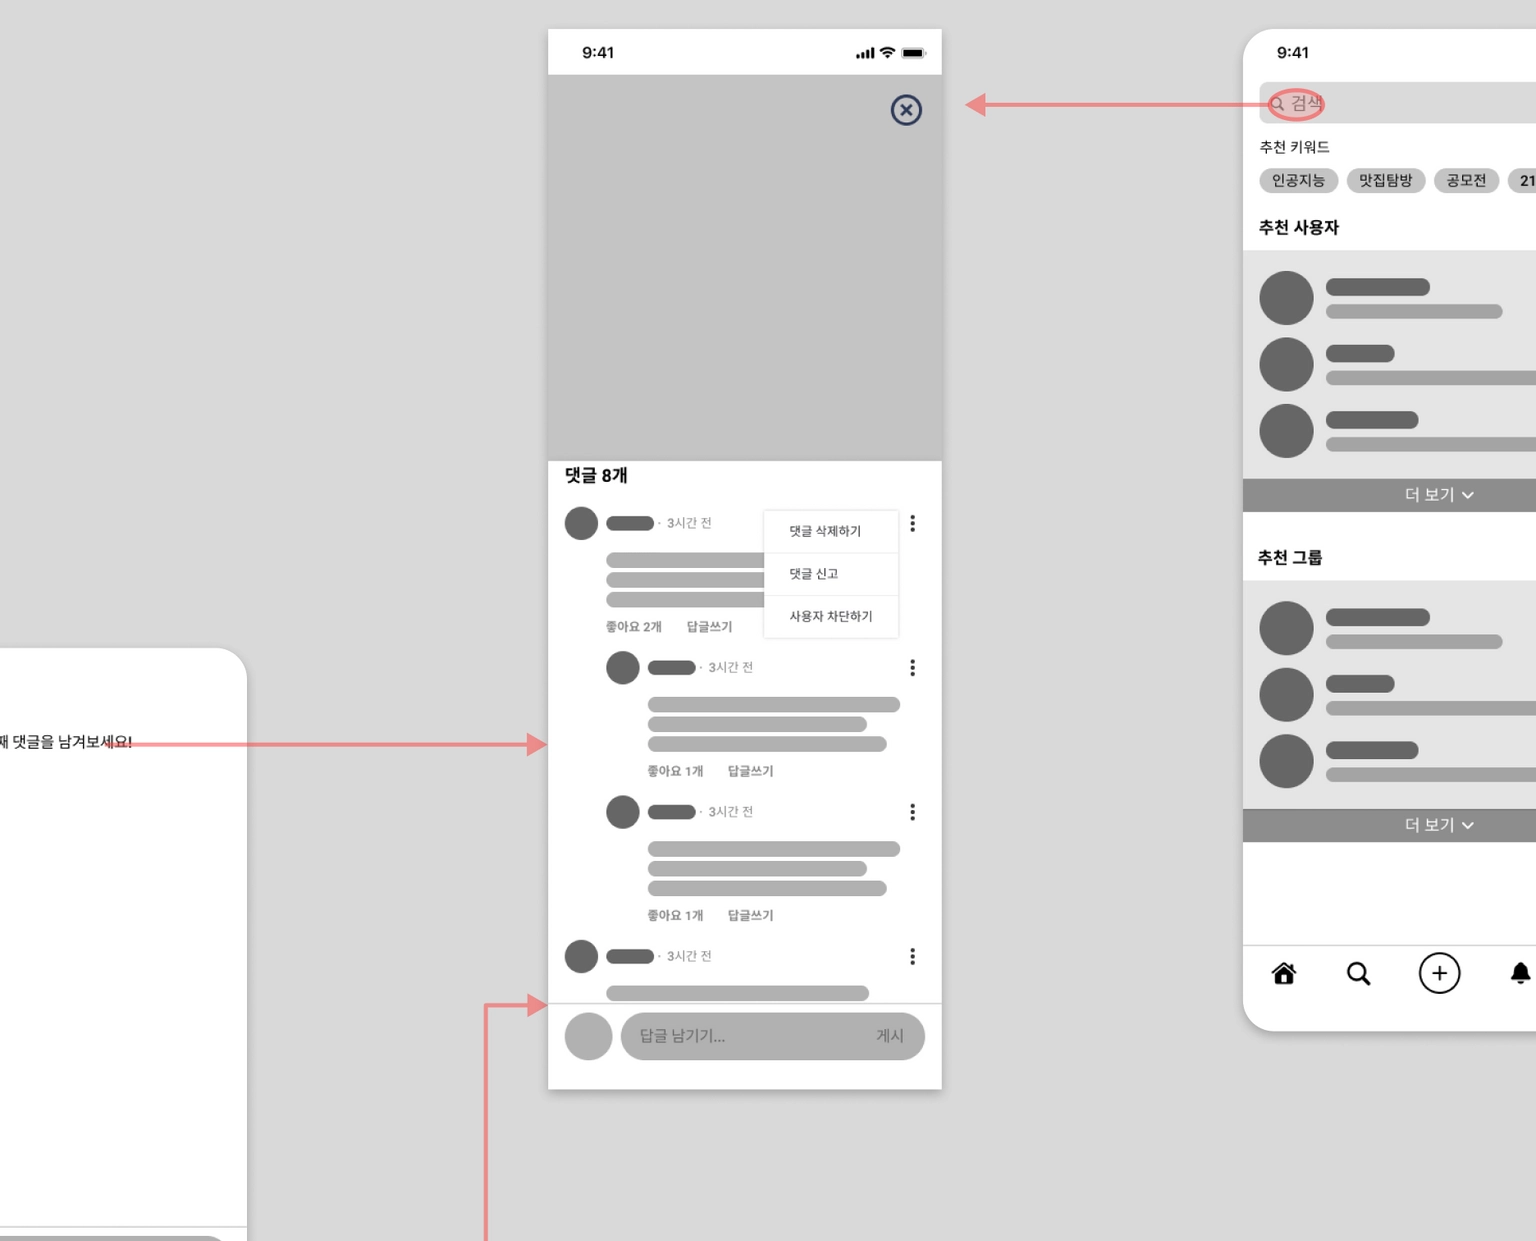 9:41
댓글 8개
· 3시간 전
댓글 삭제하기
댓글 신고
사용자 차단하기
좋아요 2개 답글쓰기
· 3시간 전
좋아요 1개 답글쓰기
· 3시간 전
좋아요 1개 답글쓰기
· 3시간 전
답글 남기기... 게시
댓글을 남겨보세요!
9:41
검색
추천 키워드
인공지능 맛집탐방 공모전 21
추천 사용자
더 보기
추천 그룹
더 보기